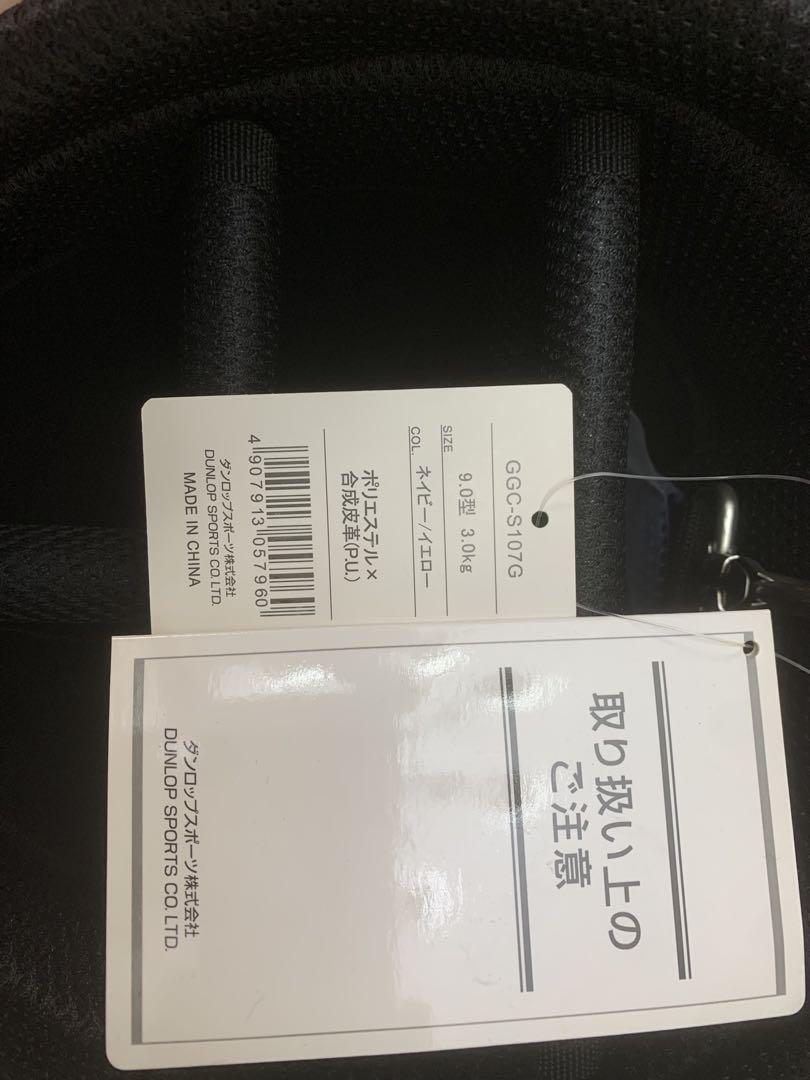 GGC-S107G
SIZE
9.0型 3.0kg
COL. ネイビー/イエロー
ポリエステル×
合成皮革(P.U.)
4 907913 057960
ダンロップスポーツ株式会社
DUNLOP SPORTS CO. LTD.
MADE IN CHINA
取り扱い上の
ご注意
ダンロップスポーツ株式会社
DUNLOP SPORTS CO. LTD.